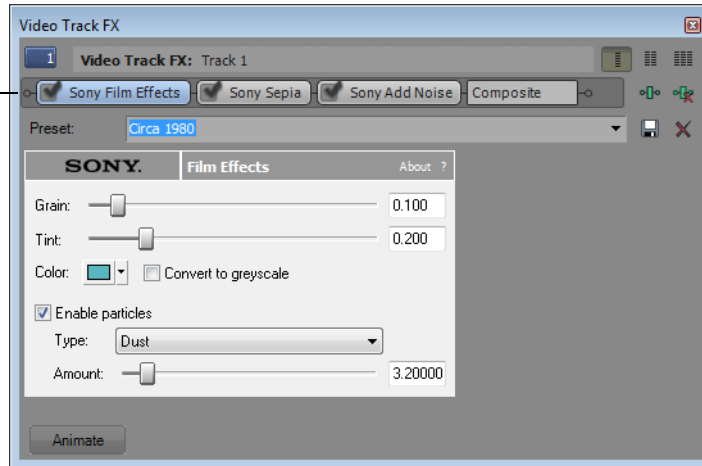 Video Track FX
1 Video Track FX: Track 1
Sony Film Effects Sony Sepia Sony Add Noise Composite
Preset: Circa 1980
SONY. Film Effects About ?
Grain: 0.100
Tint: 0.200
Color: Convert to greyscale
Enable particles
Type: Dust
Amount: 3.20000
Animate